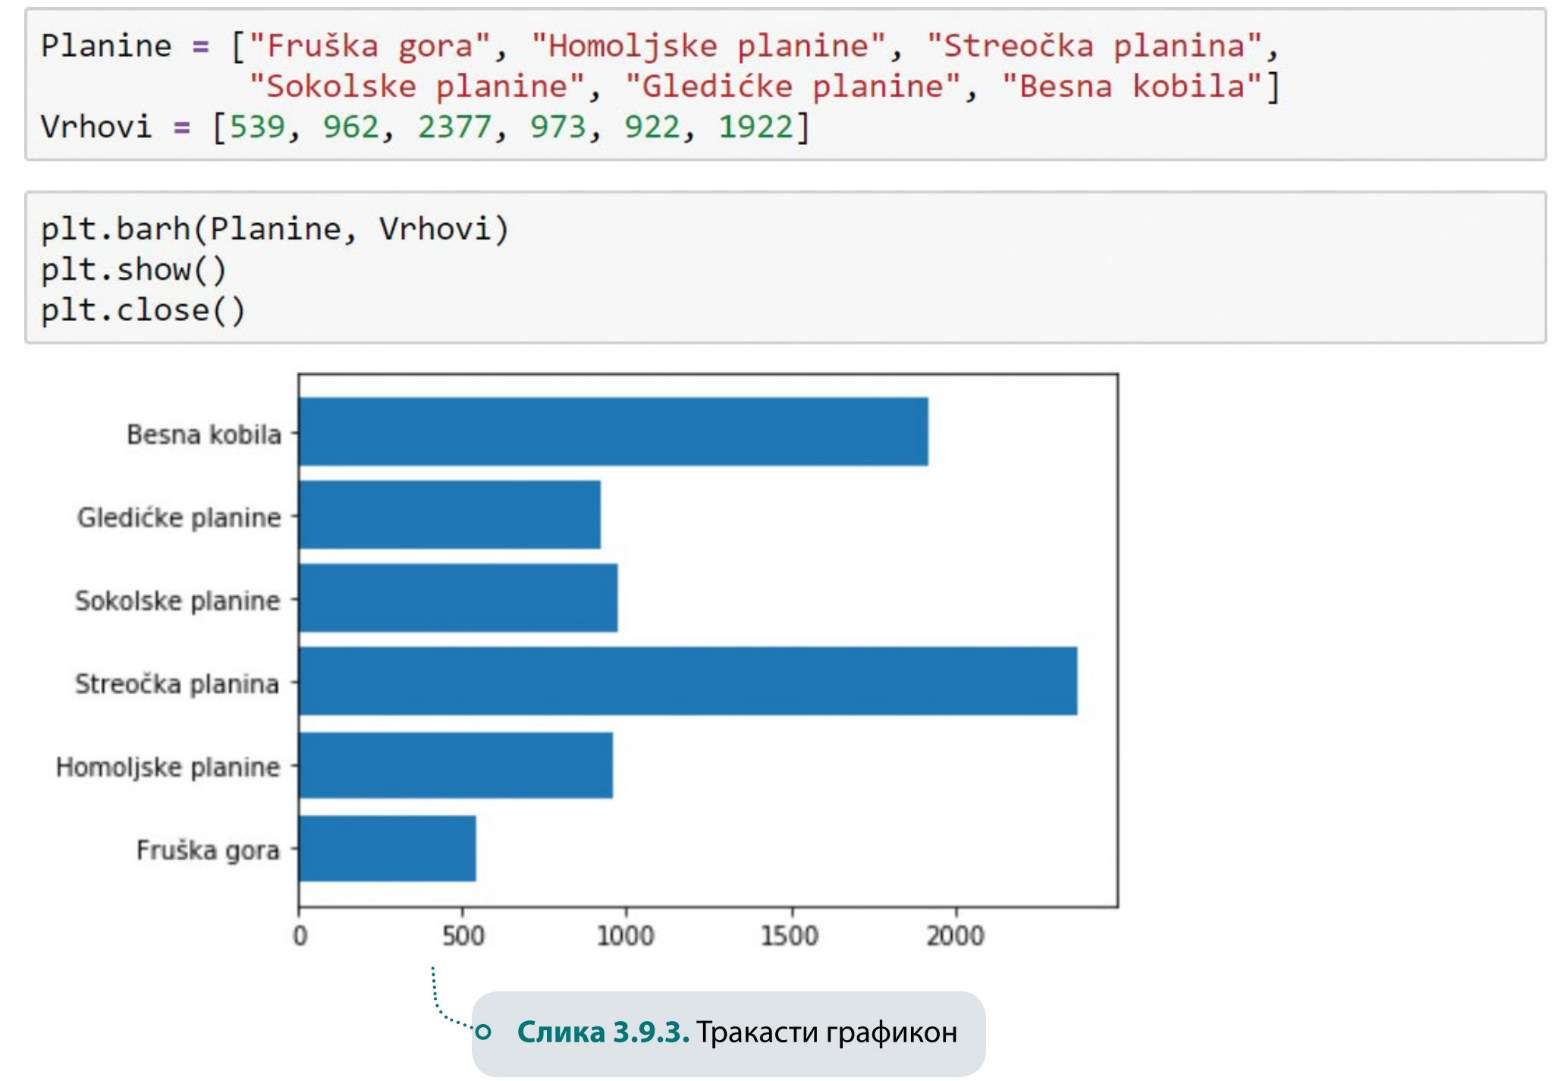 Planine = ["Fruška gora", "Homoljske planine", "Streočka planina",
"Sokolske planine", "Gledićke planine", "Besna kobila"]
Vrhovi = [539, 962, 2377, 973, 922, 1922]
plt.barh(Planine, Vrhovi)
plt.show()
plt.close()
Besna kobila
Gledićke planine
Sokolske planine
Streočka planina
Homoljske planine
Fruška gora
0 500 1000 1500 2000
Слика 3.9.3. Тракасти графикон